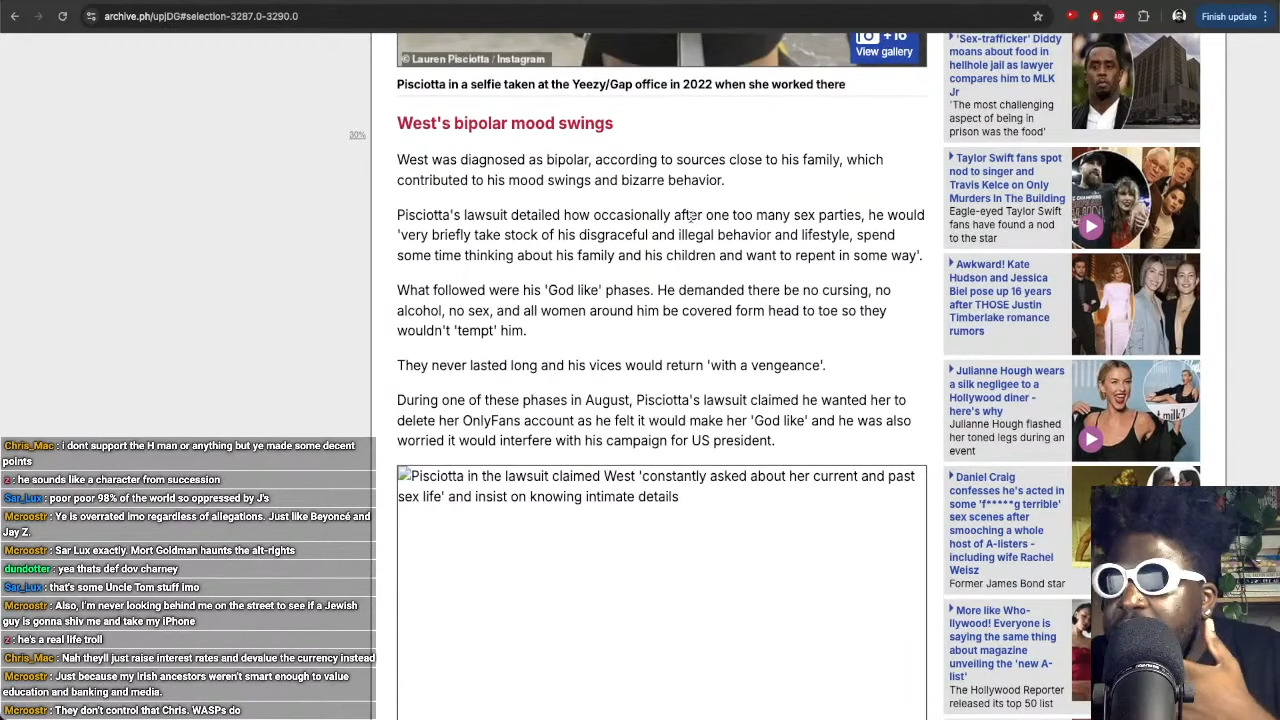 archive.ph/upjDG#selection-3287.0-3290.0
Finish update
© Lauren Pisciotta / Instagram
+16
View gallery
Pisciotta in a selfie taken at the Yeezy/Gap office in 2022 when she worked there
30%
West's bipolar mood swings
West was diagnosed as bipolar, according to sources close to his family, which
contributed to his mood swings and bizarre behavior.
Pisciotta's lawsuit detailed how occasionally after one too many sex parties, he would
'very briefly take stock of his disgraceful and illegal behavior and lifestyle, spend
some time thinking about his family and his children and want to repent in some way'.
What followed were his 'God like' phases. He demanded there be no cursing, no
alcohol, no sex, and all women around him be covered form head to toe so they
wouldn't 'tempt' him.
They never lasted long and his vices would return 'with a vengeance'.
During one of these phases in August, Pisciotta's lawsuit claimed he wanted her to
delete her OnlyFans account as he felt it would make her 'God like' and he was also
worried it would interfere with his campaign for US president.
Pisciotta in the lawsuit claimed West 'constantly asked about her current and past
sex life' and insist on knowing intimate details
'Sex-trafficker' Diddy
moans about food in
hellhole jail as lawyer
compares him to MLK
Jr
'The most challenging
aspect of being in
prison was the food'
Taylor Swift fans spot
nod to singer and
Travis Kelce on Only
Murders In The Building
Eagle-eyed Taylor Swift
fans have found a nod
to the star
Awkward! Kate
Hudson and Jessica
Biel pose up 16 years
after THOSE Justin
Timberlake romance
rumors
Julianne Hough wears
a silk negligee to a
Hollywood diner -
here's why
Julianne Hough flashed
her toned legs during an
event
Daniel Craig
confesses he's acted in
some 'f*****g terrible'
sex scenes after
smooching a whole
host of A-listers -
including wife Rachel
Weisz
Former James Bond star
More like Who-
llywood! Everyone is
saying the same thing
about magazine
unveiling the 'new A-
list'
The Hollywood Reporter
released its top 50 list
Chris_Mac : i dont support the H man or anything but ye made some decent
points
z : he sounds like a character from succession
Sar_Lux : poor poor 98% of the world so oppressed by J's
Mcroostr : Ye is overrated imo regardless of allegations. Just like Beyoncé and
Jay Z.
Mcroostr : Sar Lux exactly. Mort Goldman haunts the alt-rights
dundotter : yea thats def dov charney
Sar_Lux : that's some Uncle Tom stuff imo
Mcroostr : Also, I'm never looking behind me on the street to see if a Jewish
guy is gonna shiv me and take my iPhone
z : he's a real life troll
Chris_Mac : Nah theyll just raise interest rates and devalue the currency instead
Mcroostr : Just because my Irish ancestors weren't smart enough to value
education and banking and media.
Mcroostr : They don't control that Chris. WASPs do